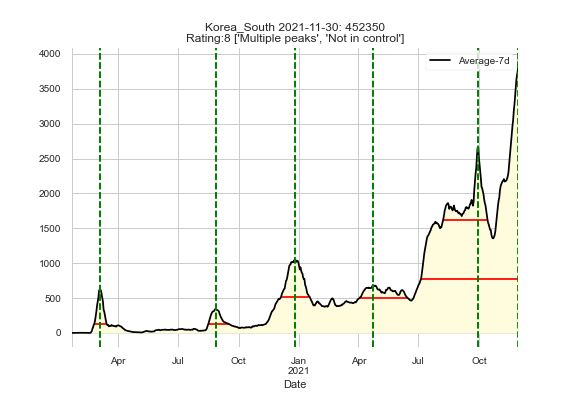 Korea_South 2021-11-30: 452350
Rating:8 ['Multiple peaks', 'Not in control']
Average-7d
4000
3500
3000
2500
2000
1500
1000
500
0
Apr
Jul
Oct
Jan
2021
Apr
Jul
Oct
Date